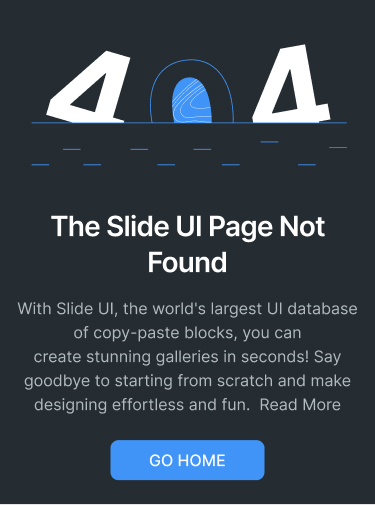 404
The Slide UI Page Not
Found
With Slide UI, the world's largest UI database
of copy-paste blocks, you can
create stunning galleries in seconds! Say
goodbye to starting from scratch and make
designing effortless and fun.  Read More
GO HOME